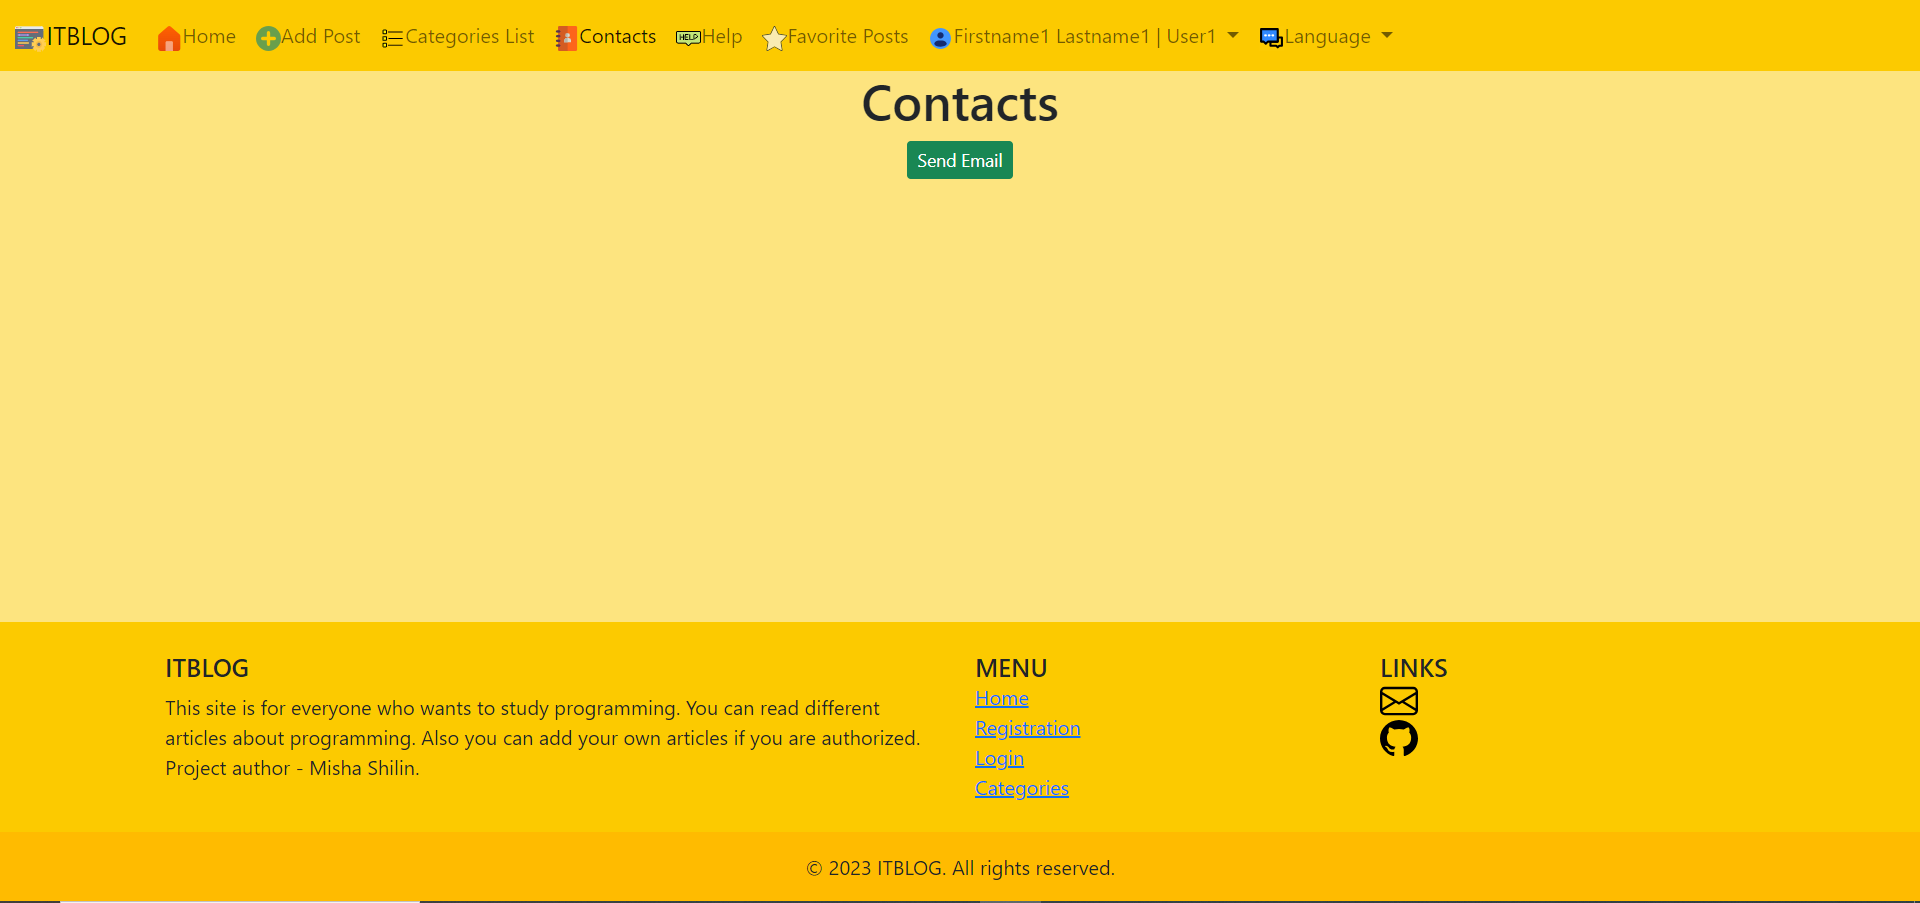 ITBLOG Home Add Post Categories List Contacts HELP Help Favorite Posts Firstname1 Lastname1 | User1 Language
Contacts
Send Email
ITBLOG
This site is for everyone who wants to study programming. You can read different
articles about programming. Also you can add your own articles if you are authorized.
Project author - Misha Shilin.
MENU
Home
Registration
Login
Categories
LINKS
© 2023 ITBLOG. All rights reserved.